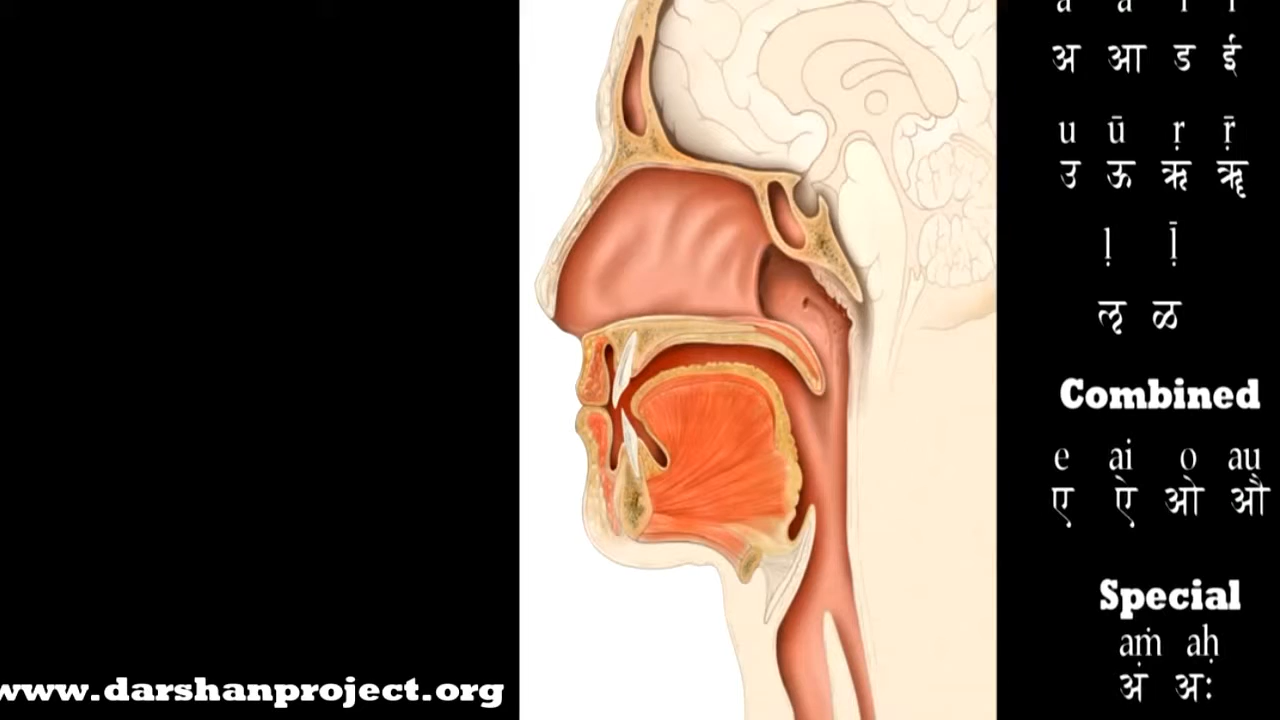 a ā i ī
अ आ ड ई
u ū ṛ ṝ
उ ऊ ऋ ॠ
ḷ ḹ
ऌ ळ
Combined
e ai o au
ए ऐ ओ औ
Special
aṁ aḥ
अं अः
www.darshanproject.org